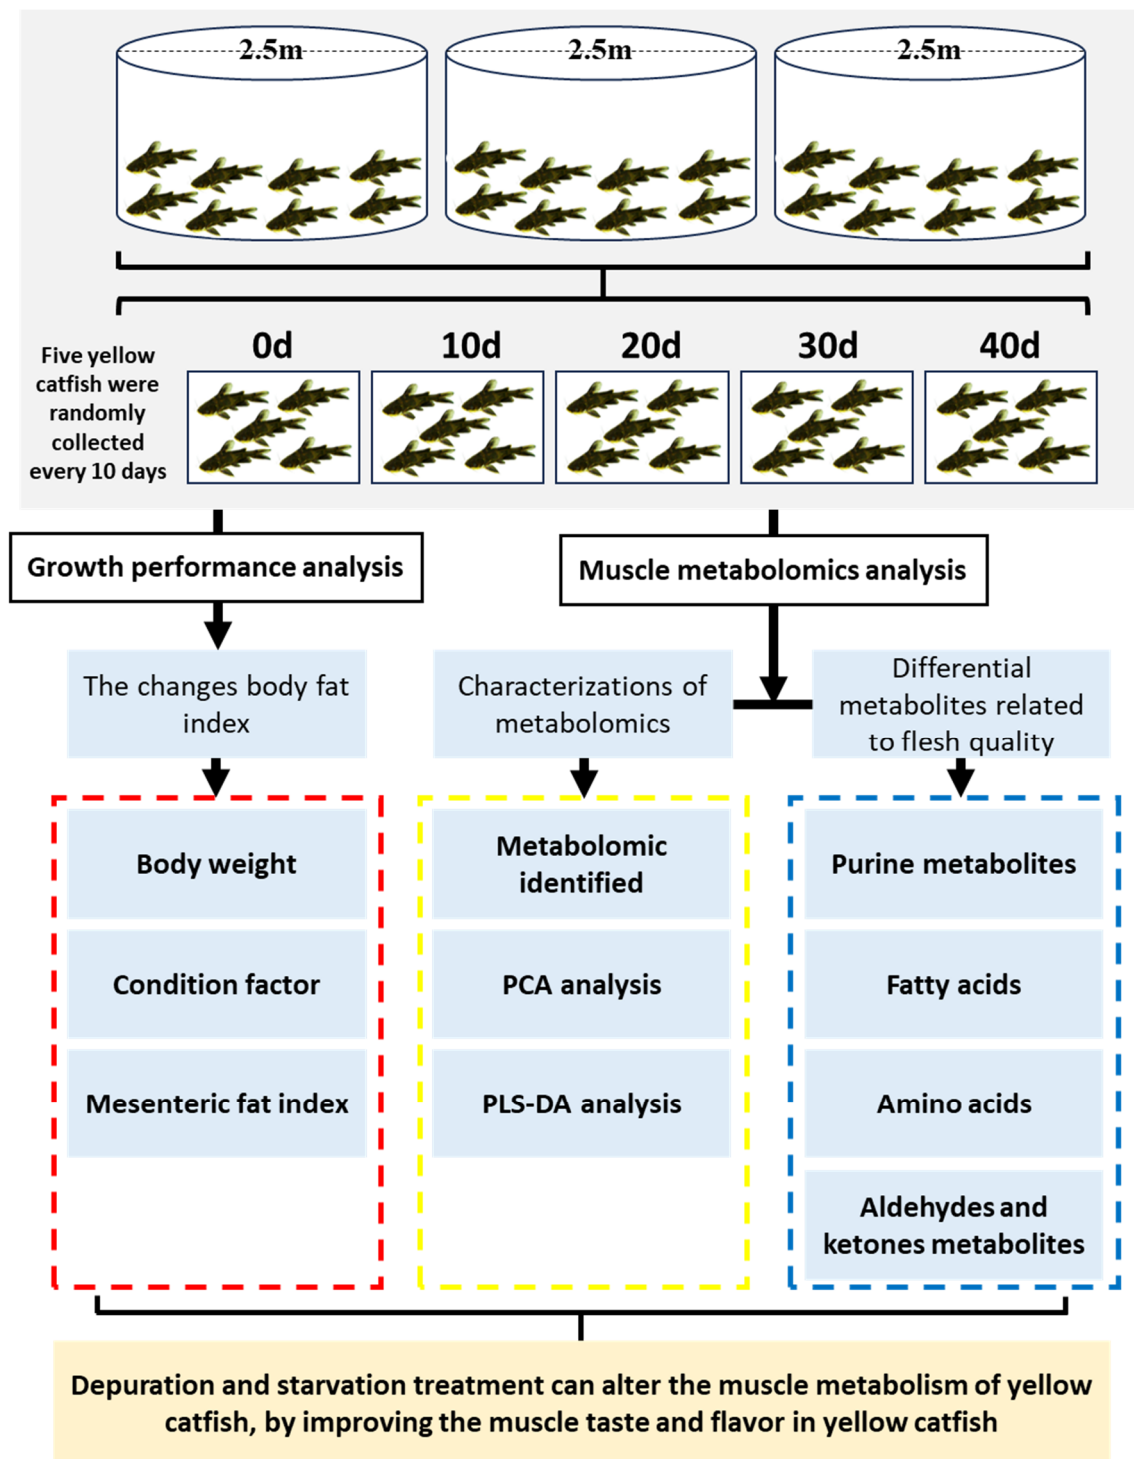 2.5m
2.5m
2.5m
Five yellow
catfish were
randomly
collected
every 10 days
0d
10d
20d
30d
40d
Growth performance analysis
Muscle metabolomics analysis
The changes body fat
index
Characterizations of
metabolomics
Differential
metabolites related
to flesh quality
Body weight
Condition factor
Mesenteric fat index
Metabolomic
identified
PCA analysis
PLS-DA analysis
Purine metabolites
Fatty acids
Amino acids
Aldehydes and
ketones metabolites
Depuration and starvation treatment can alter the muscle metabolism of yellow
catfish, by improving the muscle taste and flavor in yellow catfish